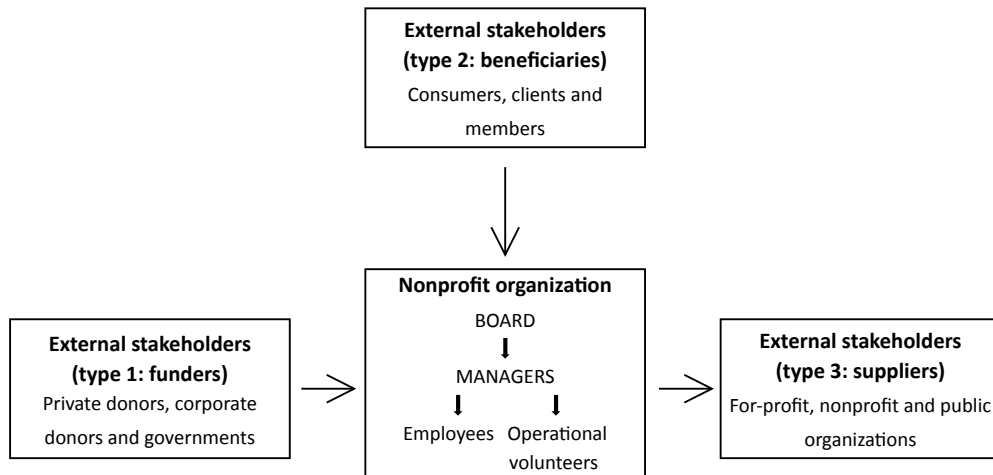 External stakeholders
(type 2: beneficiaries)
Consumers, clients and
members
Nonprofit organization
BOARD
MANAGERS
Employees Operational
volunteers
External stakeholders
(type 1: funders)
Private donors, corporate
donors and governments
External stakeholders
(type 3: suppliers)
For-profit, nonprofit and public
organizations